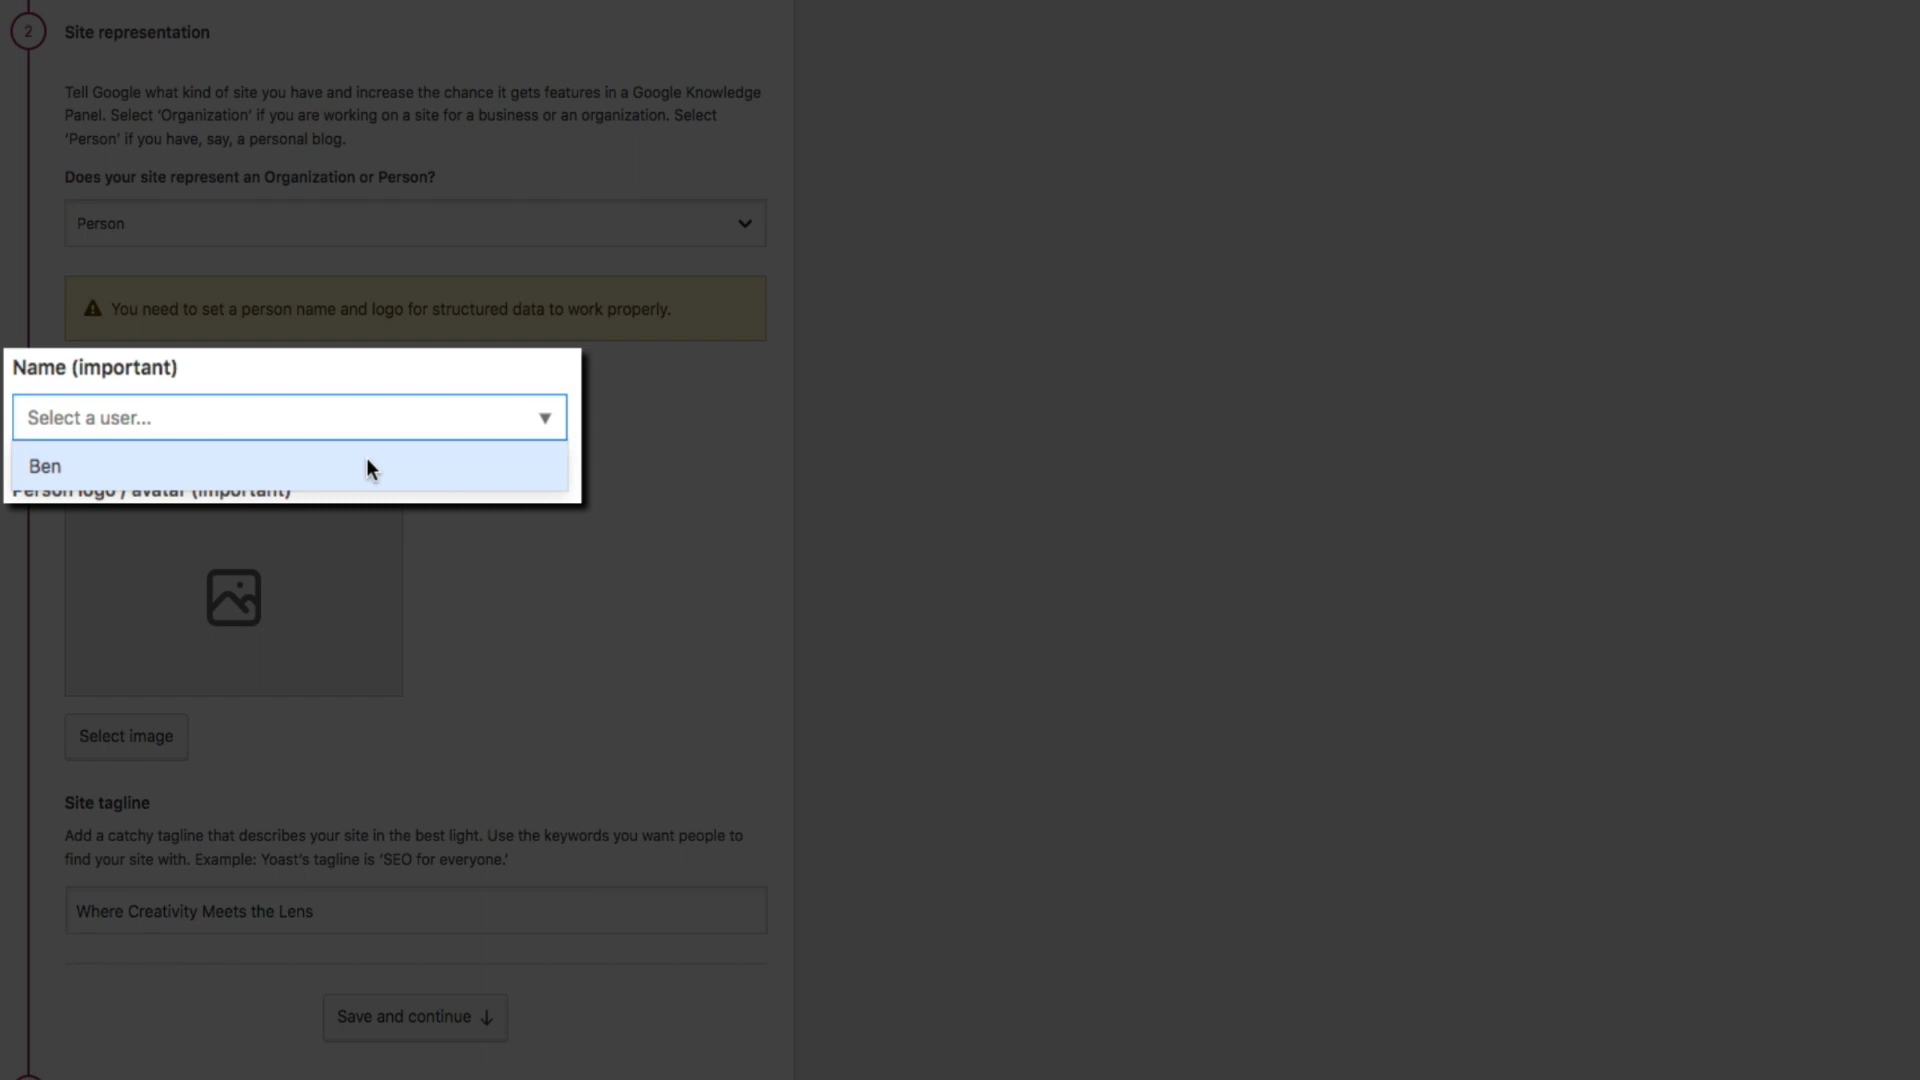 2
Site representation
Tell Google what kind of site you have and increase the chance it gets features in a Google Knowledge
Panel. Select ‘Organization’ if you are working on a site for a business or an organization. Select
‘Person’ if you have, say, a personal blog.
Does your site represent an Organization or Person?
Person
You need to set a person name and logo for structured data to work properly.
Name (important)
Select a user...
Ben
Person logo / avatar (important)
Select image
Site tagline
Add a catchy tagline that describes your site in the best light. Use the keywords you want people to
find your site with. Example: Yoast’s tagline is ‘SEO for everyone.’
Where Creativity Meets the Lens
Save and continue